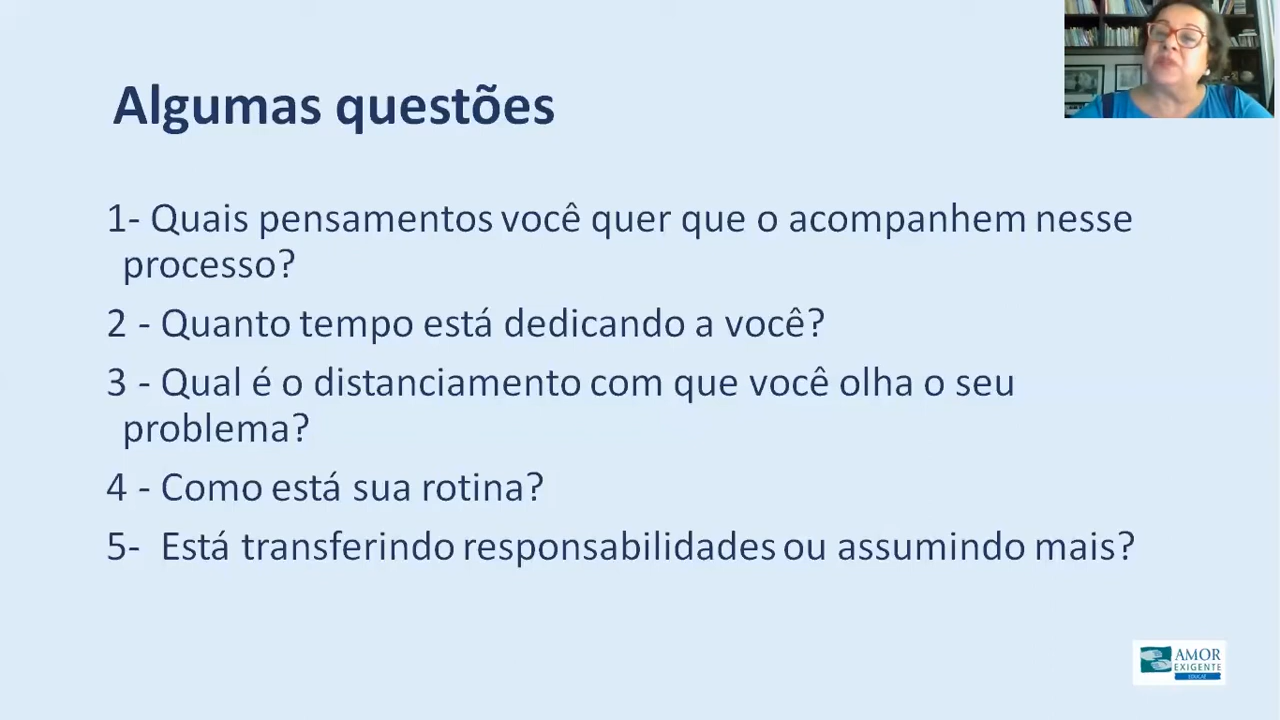 Algumas questões
1- Quais pensamentos você quer que o acompanhem nesse
processo?
2 - Quanto tempo está dedicando a você?
3 - Qual é o distanciamento com que você olha o seu
problema?
4 - Como está sua rotina?
5-  Está transferindo responsabilidades ou assumindo mais?
AMOR
EXIGENTE